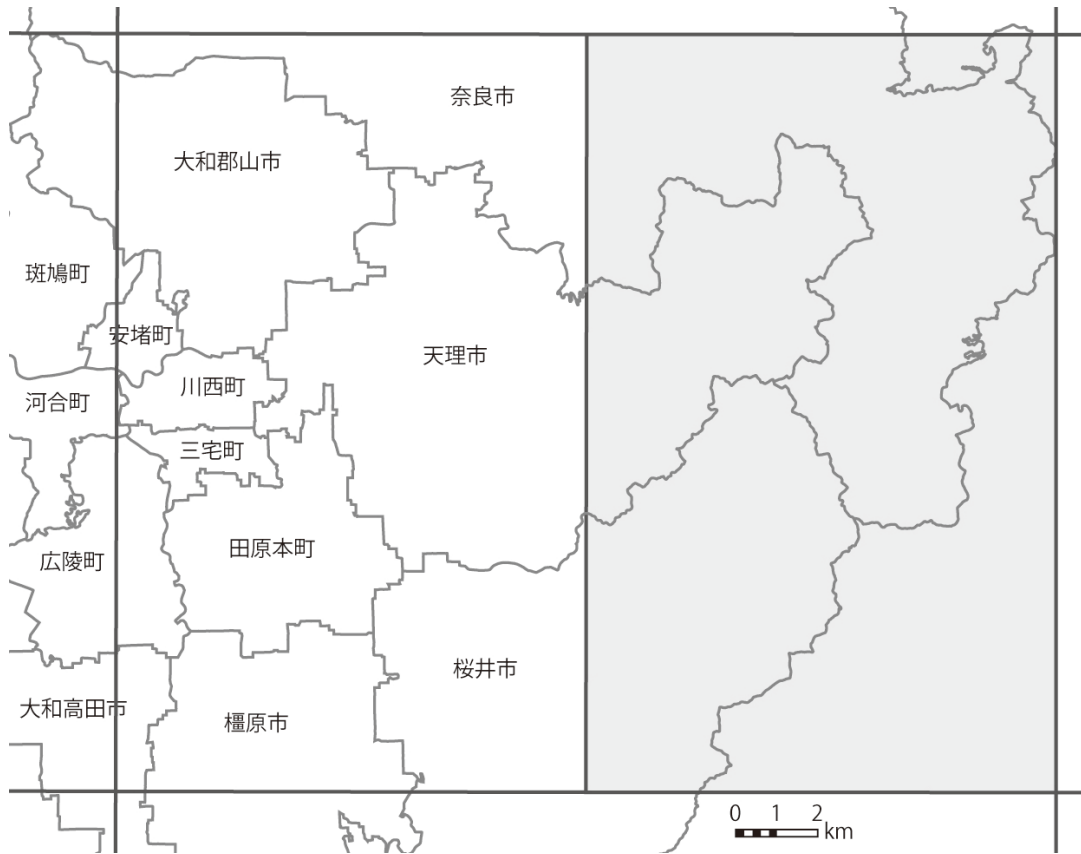 奈良市
大和郡山市
斑鳩町
安堵町
天理市
川西町
河合町
三宅町
田原本町
広陵町
桜井市
大和高田市
橿原市
0 1 2
km